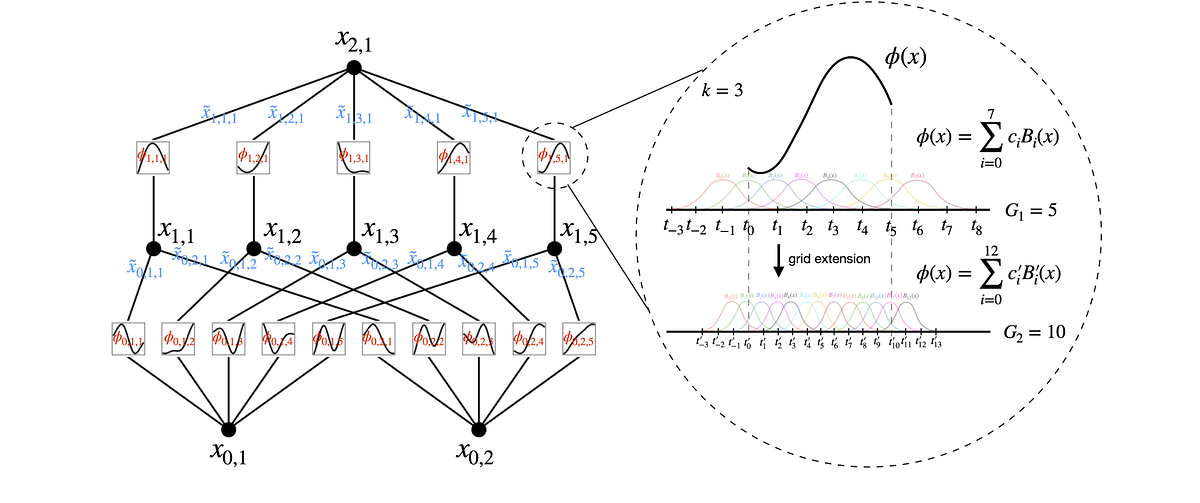 x2,1
x̃1,1,1 x̃1,2,1 x̃1,3,1 x̃1,4,1 x̃1,5,1
ϕ1,1,1 ϕ1,2,1 ϕ1,3,1 ϕ1,4,1 ϕ1,5,1
x1,1 x1,2 x1,3 x1,4 x1,5
x̃0,1,1 x̃0,2,1 x̃0,1,2 x̃0,2,2 x̃0,1,3 x̃0,2,3 x̃0,1,4 x̃0,2,4 x̃0,1,5 x̃0,2,5
ϕ0,1,1 ϕ0,1,2 ϕ0,1,3 ϕ0,1,4 ϕ0,1,5 ϕ0,2,1 ϕ0,2,2 ϕ0,2,3 ϕ0,2,4 ϕ0,2,5
x0,1 x0,2
ϕ(x)
k = 3
ϕ(x) = ∑_{i=0}^{7} ciBi(x)
t−3 t−2 t−1 t0 t1 t2 t3 t4 t5 t6 t7 t8
G1 = 5
grid extension
ϕ(x) = ∑_{i=0}^{12} c′iB′i(x)
t′−3 t′−2 t′−1 t′0 t′1 t′2 t′3 t′4 t′5 t′6 t′7 t′8 t′9 t′10 t′11 t′12 t′13
G2 = 10